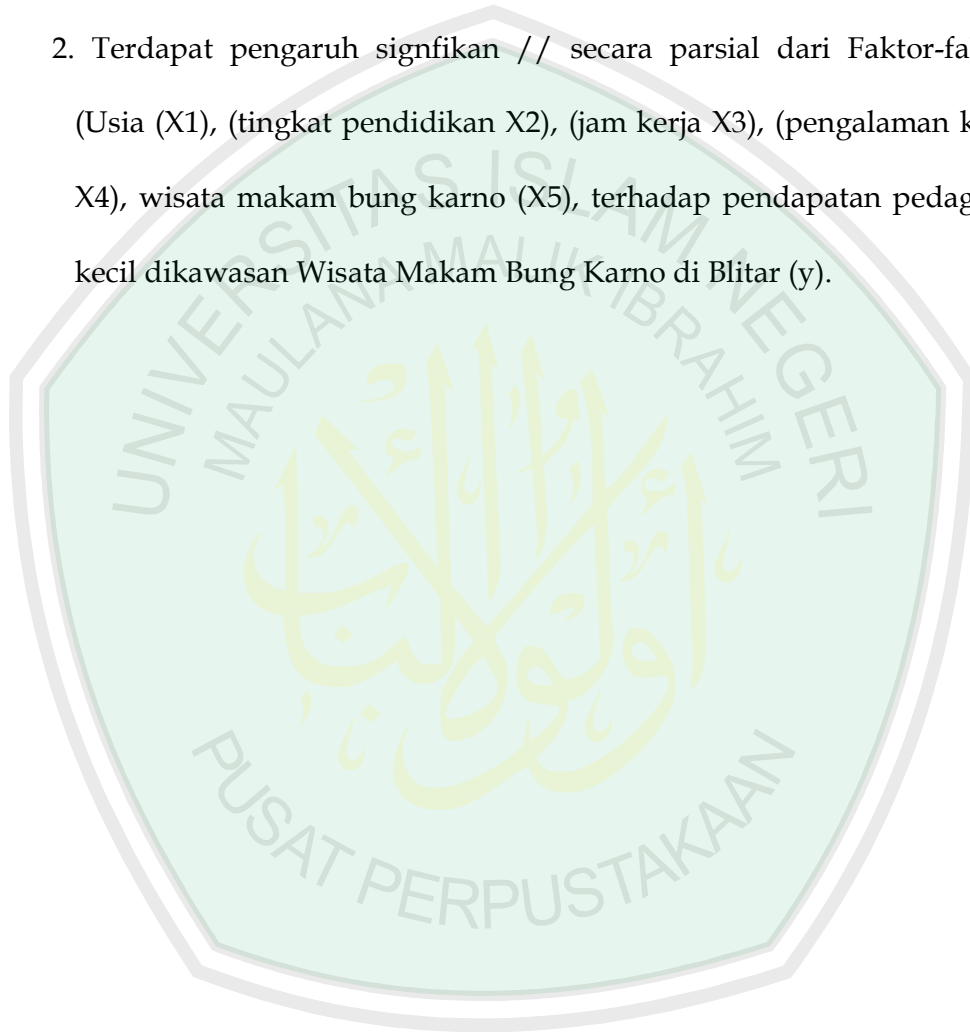 2. Terdapat pengaruh signfikan // secara parsial dari Faktor-fa
(Usia (X1), (tingkat pendidikan X2), (jam kerja X3), (pengalaman k
X4), wisata makam bung karno (X5), terhadap pendapatan pedag
kecil dikawasan Wisata Makam Bung Karno di Blitar (y).
UNIVERSITAS ISLAM NEGERI
MAULANA MALIK IBRAHIM
PUSAT PERPUSTAKAAN